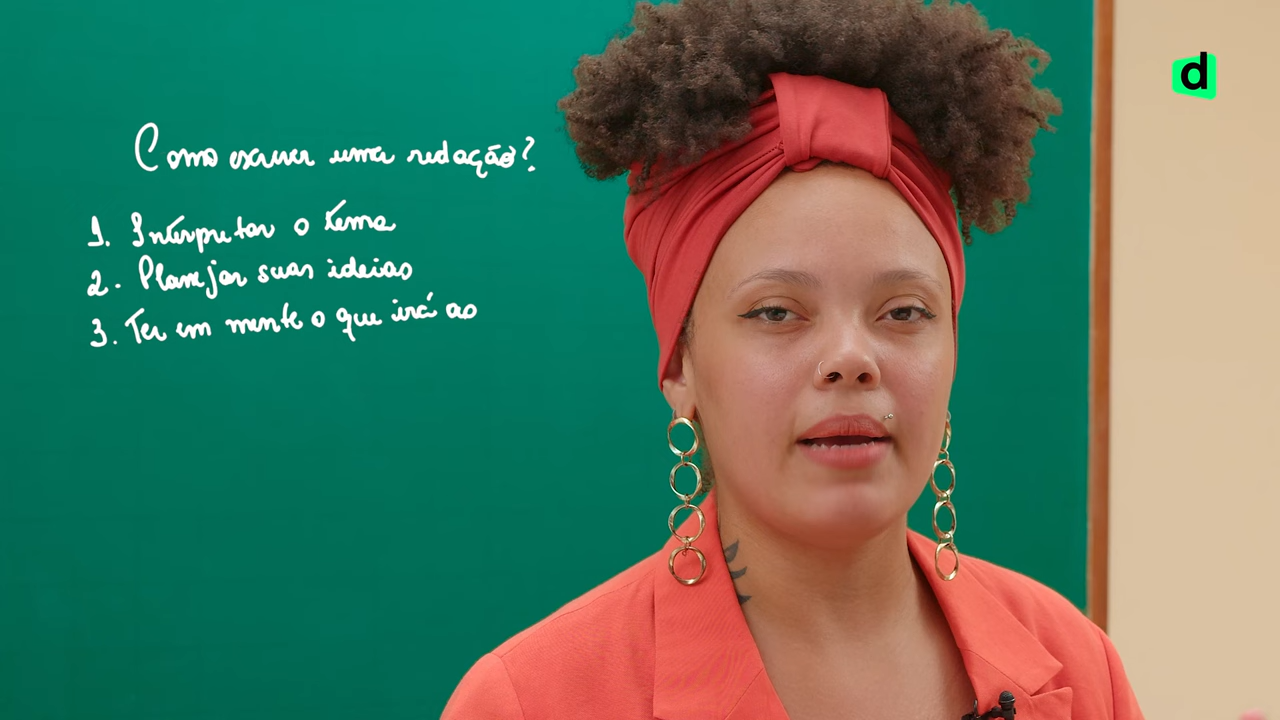 Como escrever uma redação?
1. Interpretar o tema
2. Planejar suas ideias
3. Ter em mente o que irá ao
d